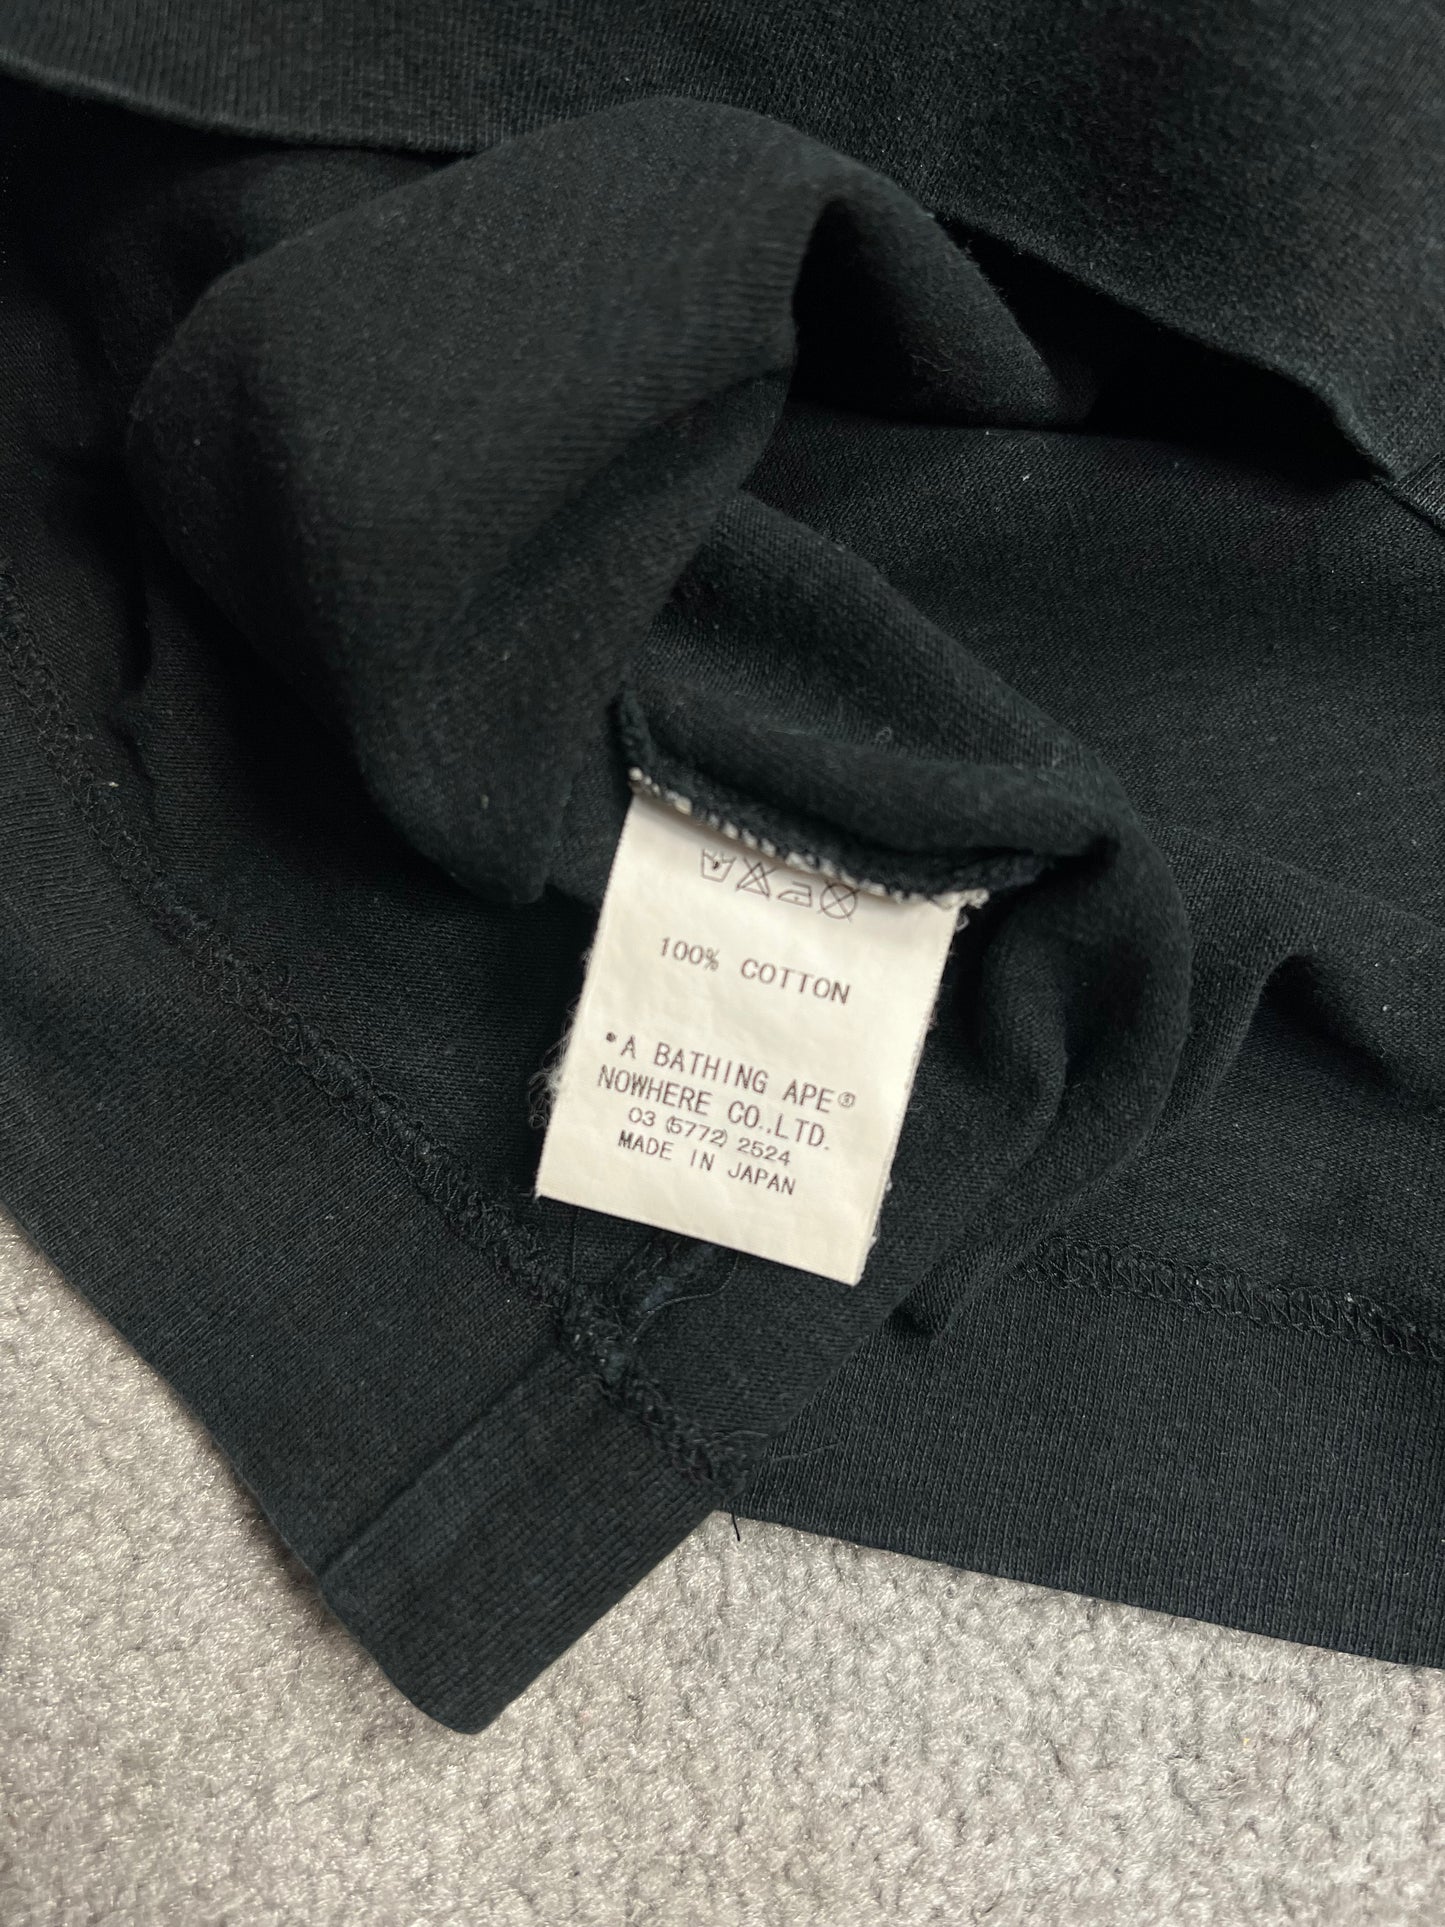 100% COTTON
*A BATHING APE®
NOWHERE CO.,LTD.
03 (5772) 2524
MADE IN JAPAN